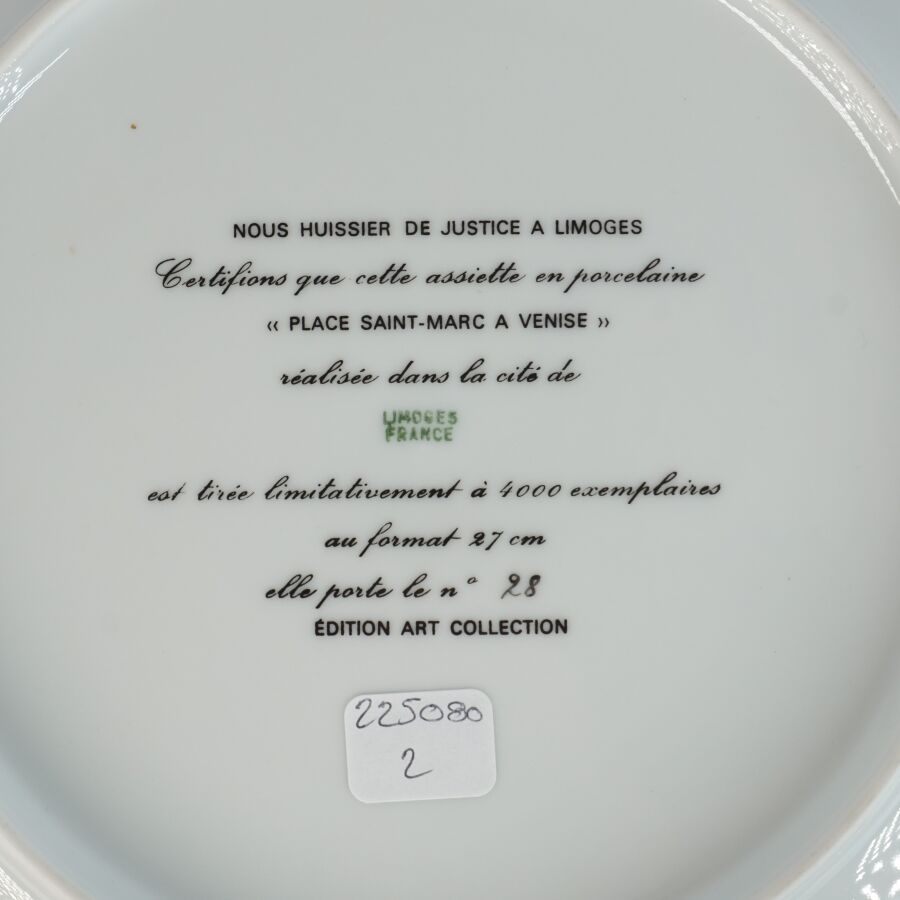 NOUS HUISSIER DE JUSTICE A LIMOGES
Certifions que cette assiette en porcelaine
« PLACE SAINT-MARC A VENISE »
réalisée dans la cité de
LIMOGES
FRANCE
est tirée limitativement à 4000 exemplaires
au format 27 cm
elle porte le n° 28
ÉDITION ART COLLECTION
225080
2